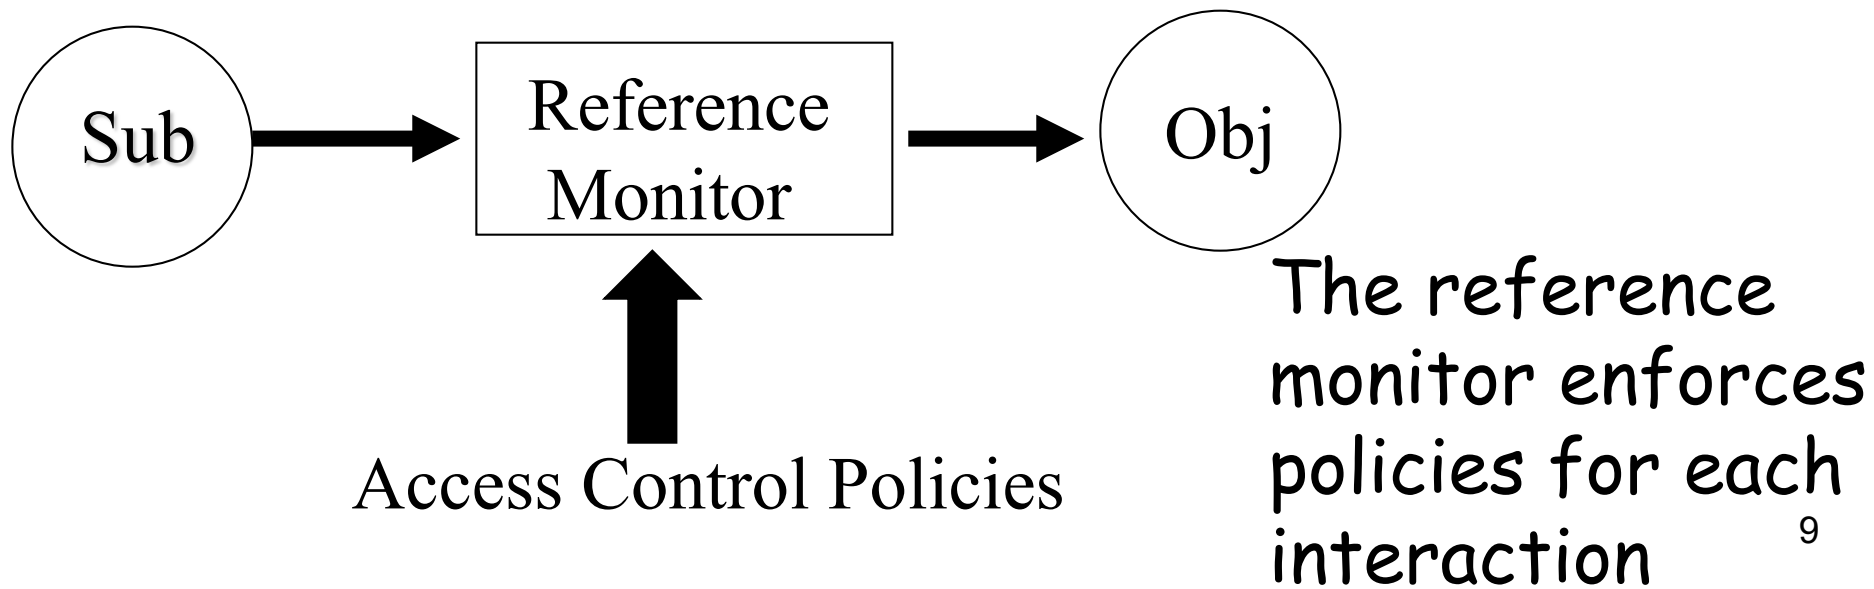 Sub
Reference
Monitor
Obj
Access Control Policies
The reference
monitor enforces
policies for each
interaction
9